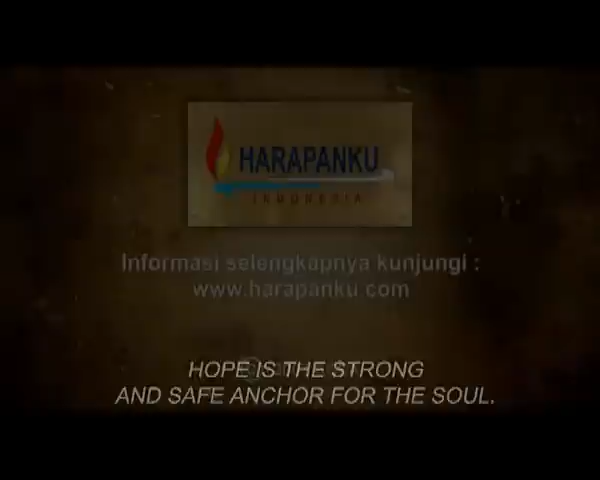 HARAPANKU
INDONESIA
Informasi selengkapnya kunjungi :
www.harapanku.com
HOPE IS THE STRONG
AND SAFE ANCHOR FOR THE SOUL.